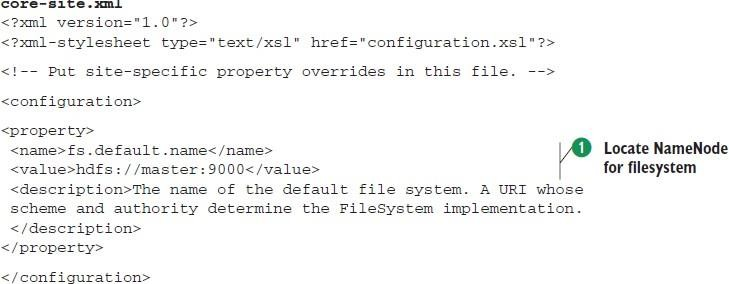 core-site.xml
<?xml version="1.0"?>
<?xml-stylesheet type="text/xsl" href="configuration.xsl"?>
<!-- Put site-specific property overrides in this file. -->
<configuration>
<property>
<name>fs.default.name</name>
<value>hdfs://master:9000</value>
<description>The name of the default file system. A URI whose
scheme and authority determine the FileSystem implementation.
</description>
</property>
</configuration>
1 Locate NameNode
for filesystem